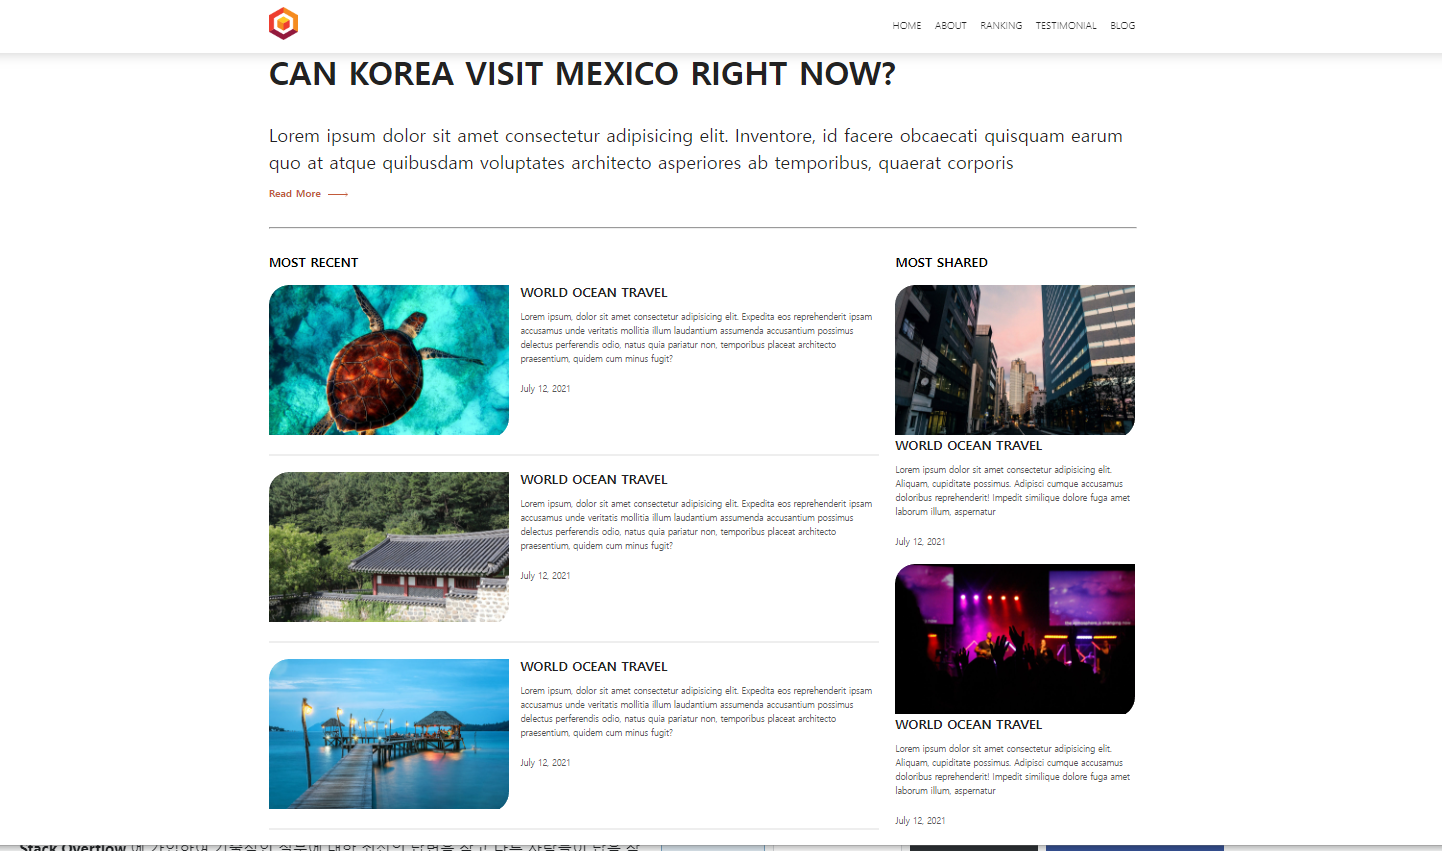 HOME ABOUT RANKING TESTIMONIAL BLOG
CAN KOREA VISIT MEXICO RIGHT NOW?
Lorem ipsum dolor sit amet consectetur adipisicing elit. Inventore, id facere obcaecati quisquam earum
quo at atque quibusdam voluptates architecto asperiores ab temporibus, quaerat corporis
Read More
MOST RECENT
WORLD OCEAN TRAVEL
Lorem ipsum, dolor sit amet consectetur adipisicing elit. Expedita eos reprehenderit ipsam
accusamus unde veritatis mollitia illum laudantium assumenda accusantium possimus
delectus perferendis odio, natus quia pariatur non, temporibus placeat architecto
praesentium, quidem cum minus fugit?
July 12, 2021
WORLD OCEAN TRAVEL
Lorem ipsum, dolor sit amet consectetur adipisicing elit. Expedita eos reprehenderit ipsam
accusamus unde veritatis mollitia illum laudantium assumenda accusantium possimus
delectus perferendis odio, natus quia pariatur non, temporibus placeat architecto
praesentium, quidem cum minus fugit?
July 12, 2021
WORLD OCEAN TRAVEL
Lorem ipsum, dolor sit amet consectetur adipisicing elit. Expedita eos reprehenderit ipsam
accusamus unde veritatis mollitia illum laudantium assumenda accusantium possimus
delectus perferendis odio, natus quia pariatur non, temporibus placeat architecto
praesentium, quidem cum minus fugit?
July 12, 2021
MOST SHARED
WORLD OCEAN TRAVEL
Lorem ipsum dolor sit amet consectetur adipisicing elit.
Aliquam, cupiditate possimus. Adipisci cumque accusamus
doloribus reprehenderit! Impedit similique dolore fuga amet
laborum illum, aspernatur
July 12, 2021
WORLD OCEAN TRAVEL
Lorem ipsum dolor sit amet consectetur adipisicing elit.
Aliquam, cupiditate possimus. Adipisci cumque accusamus
doloribus reprehenderit! Impedit similique dolore fuga amet
laborum illum, aspernatur
July 12, 2021
Stack Overflow